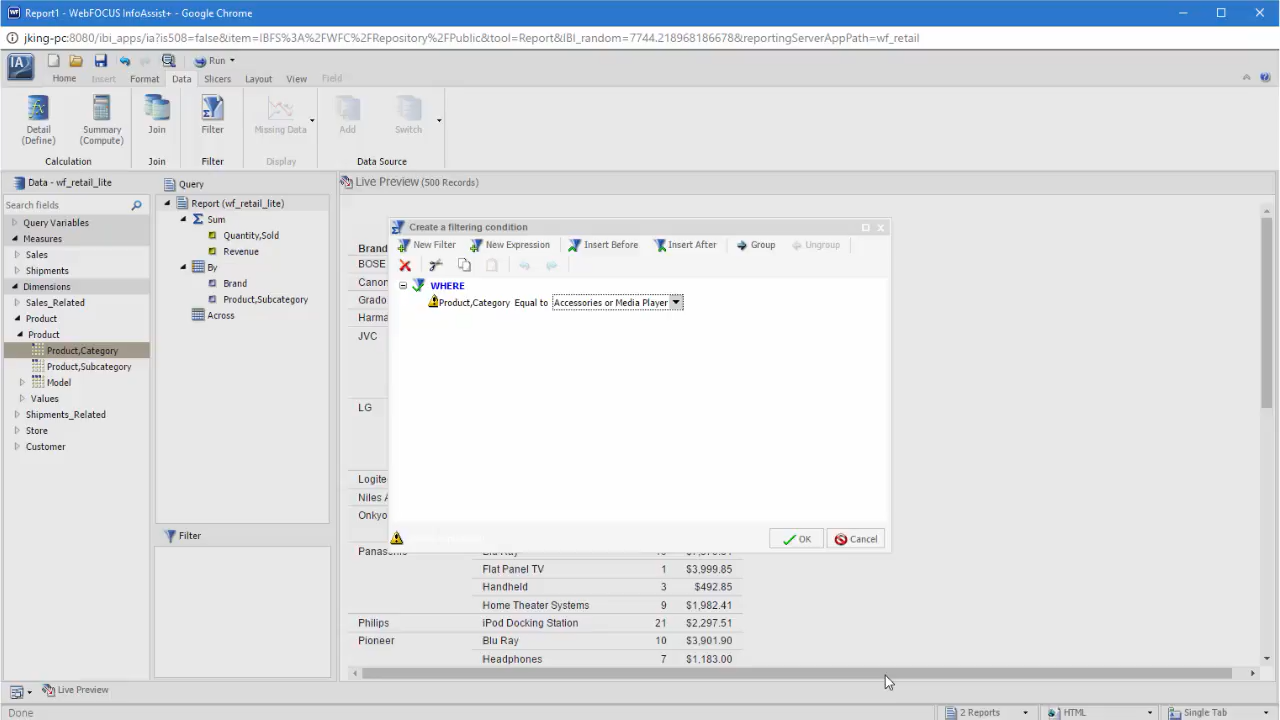 Report1 - WebFOCUS InfoAssist+ - Google Chrome
jking-pc:8080/ibi_apps/ia?is508=false&item=IBFS%3A%2FWFC%2FRepository%2FPublic&tool=Report&IBI_random=7744.218968186678&reportingServerAppPath=wf_retail
IA Run
Home Insert Format Data Slicers Layout View Field
Detail (Define) Summary (Compute) Join Filter Missing Data Add Switch
Calculation Join Filter Display Data Source
Data - wf_retail_lite
Search fields
Query Variables
Measures
Sales
Shipments
Dimensions
Sales_Related
Product
Product
Product,Category
Product,Subcategory
Model
Values
Shipments_Related
Store
Customer
Query
Report (wf_retail_lite)
Sum
Quantity,Sold
Revenue
By
Brand
Product,Subcategory
Across
Filter
Live Preview (500 Records)
Brand
BOSE
Canon
Grado
Harma
JVC
LG
Logite
Niles A
Onkyo
Create a filtering condition
New Filter New Expression Insert Before Insert After Group Ungroup
WHERE
Product,Category Equal to Accessories or Media Player
OK Cancel
Panasonic Blu Ray
Flat Panel TV 1 $3,999.85
Handheld 3 $492.85
Home Theater Systems 9 $1,982.41
Philips iPod Docking Station 21 $2,297.51
Pioneer Blu Ray 10 $3,901.90
Headphones 7 $1,183.00
Live Preview
Done 2 Reports HTML Single Tab